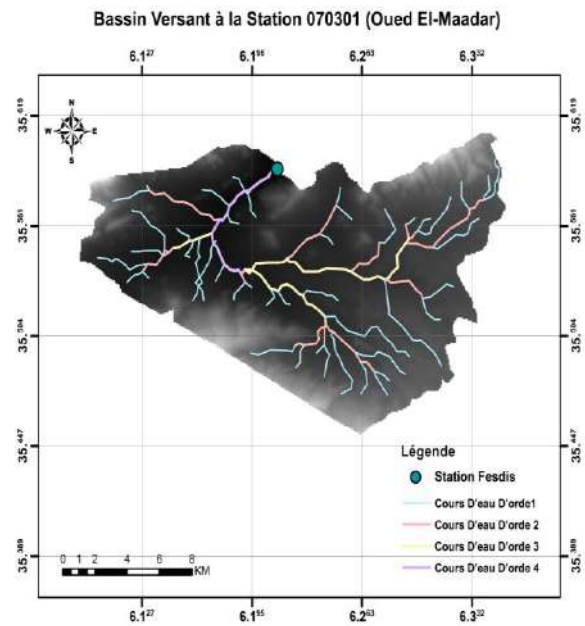 Bassin Versant à la Station 070301 (Oued El-Maadar)
6.127 6.195 6.263 6.332
N
W E
S
35.619 35.619
35.561 35.561
35.504 35.504
35.447 35.447
35.389 35.389
Légende
Station Fesdis
Cours D'eau D'orde1
Cours D'eau D'orde 2
Cours D'eau D'orde 3
Cours D'eau D'orde 4
0 1 2 4 6 8
KM
6.127 6.195 6.263 6.332